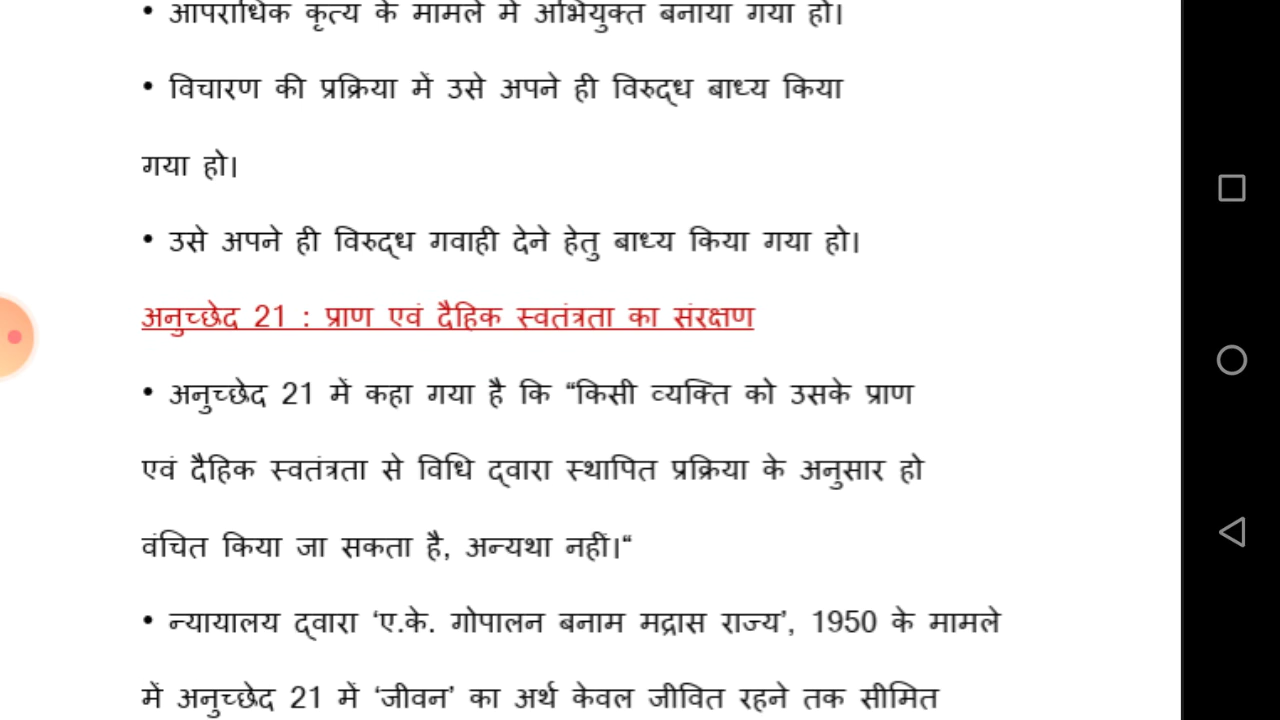 • आपराधिक कृत्य के मामले में अभियुक्त बनाया गया हो।
• विचारण की प्रक्रिया में उसे अपने ही विरुद्ध बाध्य किया
गया हो।
• उसे अपने ही विरुद्ध गवाही देने हेतु बाध्य किया गया हो।
अनुच्छेद 21 : प्राण एवं दैहिक स्वतंत्रता का संरक्षण
• अनुच्छेद 21 में कहा गया है कि “किसी व्यक्ति को उसके प्राण
एवं दैहिक स्वतंत्रता से विधि द्वारा स्थापित प्रक्रिया के अनुसार हो
वंचित किया जा सकता है, अन्यथा नहीं।“
• न्यायालय द्वारा ‘ए.के. गोपालन बनाम मद्रास राज्य’, 1950 के मामले
में अनुच्छेद 21 में ‘जीवन’ का अर्थ केवल जीवित रहने तक सीमित